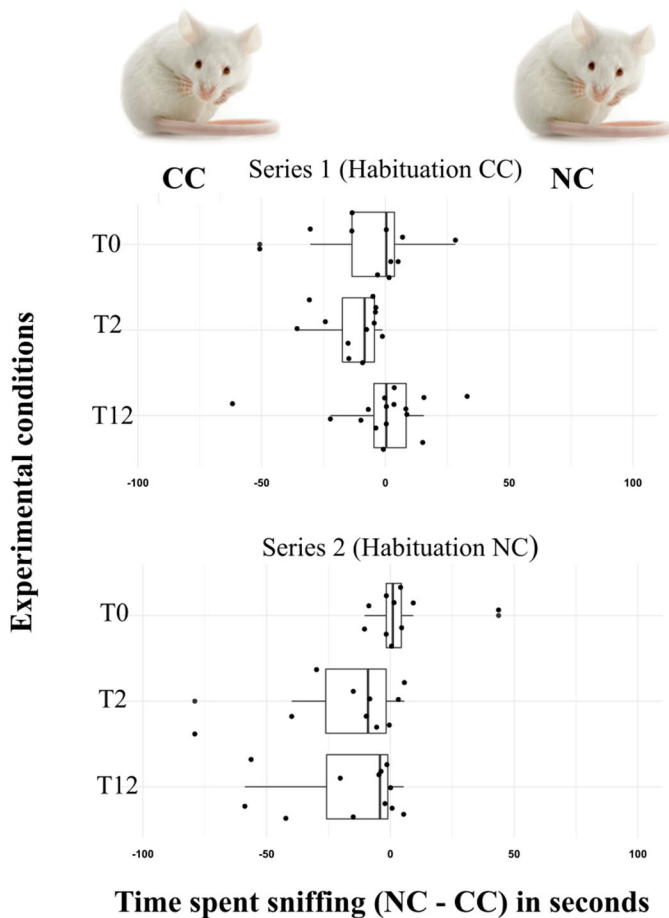 CC
NC
Series 1 (Habituation CC)
T0
T2
T12
-100
-50
0
50
100
Experimental conditions
Series 2 (Habituation NC)
T0
T2
T12
-100
-50
0
50
100
Time spent sniffing (NC - CC) in seconds